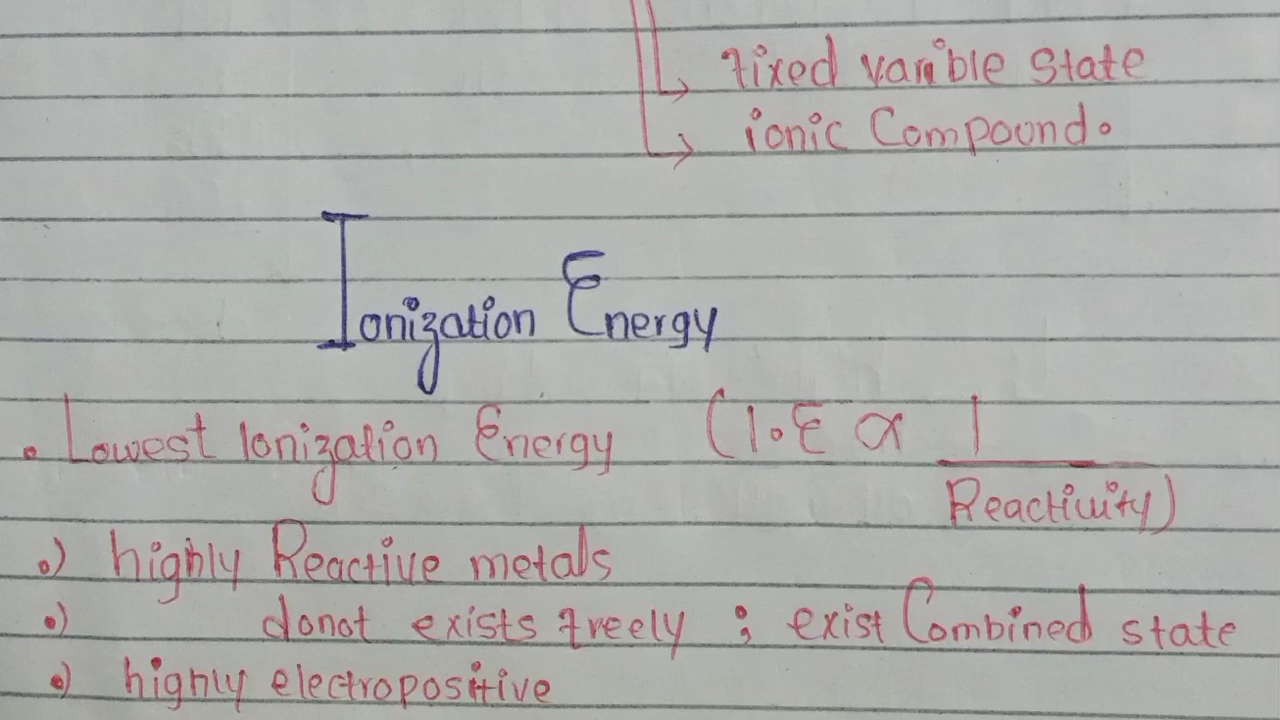 fixed varible state
ionic Compound.
Ionization Energy
. Lowest Ionization Energy (I.E ∝ 1
Reactivity)
.) highly Reactive metals
.) donot exists freely ; exist Combined state
.) highly electropositive